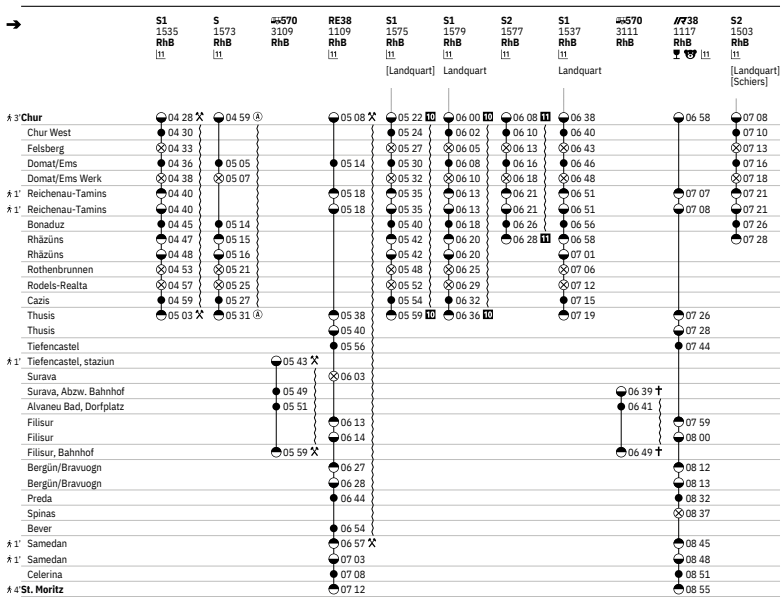 ➔ S1 S 570 RE38 S1 S1 S2 S1 570 IR38 S2
1535 1573 3109 1109 1575 1579 1577 1537 3111 1117 1503
RhB RhB RhB RhB RhB RhB RhB RhB RhB RhB RhB
11 11 11 11 11 11 11 11 11
[Landquart] Landquart Landquart [Landquart]
[Schiers]
3' Chur 04 28 04 59 Ⓐ 05 08 05 22 10 06 00 10 06 08 11 06 38 06 58 07 08
Chur West 04 30 05 24 06 02 06 10 06 40 07 10
Felsberg 04 33 05 27 06 05 06 13 06 43 07 13
Domat/Ems 04 36 05 05 05 14 05 30 06 08 06 16 06 46 07 16
Domat/Ems Werk 04 38 05 07 05 32 06 10 06 18 06 48 07 18
1' Reichenau-Tamins 04 40 05 18 05 35 06 13 06 21 06 51 07 07 07 21
1' Reichenau-Tamins 04 40 05 18 05 35 06 13 06 21 06 51 07 08 07 21
Bonaduz 04 45 05 14 05 40 06 18 06 26 06 56 07 26
Rhäzüns 04 47 05 15 05 42 06 20 06 28 11 06 58 07 28
Rhäzüns 04 48 05 16 05 42 06 20 07 01
Rothenbrunnen 04 53 05 21 05 48 06 25 07 06
Rodels-Realta 04 57 05 25 05 52 06 29 07 12
Cazis 04 59 05 27 05 54 06 32 07 15
Thusis 05 03 05 31 Ⓐ 05 38 05 59 10 06 36 10 07 19 07 26
Thusis 05 40 07 28
Tiefencastel 05 56 07 44
1' Tiefencastel, staziun 05 43
Surava 06 03
Surava, Abzw. Bahnhof 05 49 06 39 ✝
Alvaneu Bad, Dorfplatz 05 51 06 41
Filisur 06 13 07 59
Filisur 06 14 08 00
Filisur, Bahnhof 05 59 06 49 ✝
Bergün/Bravuogn 06 27 08 12
Bergün/Bravuogn 06 28 08 13
Preda 06 44 08 32
Spinas 08 37
Bever 06 54
1' Samedan 06 57 08 45
1' Samedan 07 03 08 48
Celerina 07 08 08 51
4' St. Moritz 07 12 08 55